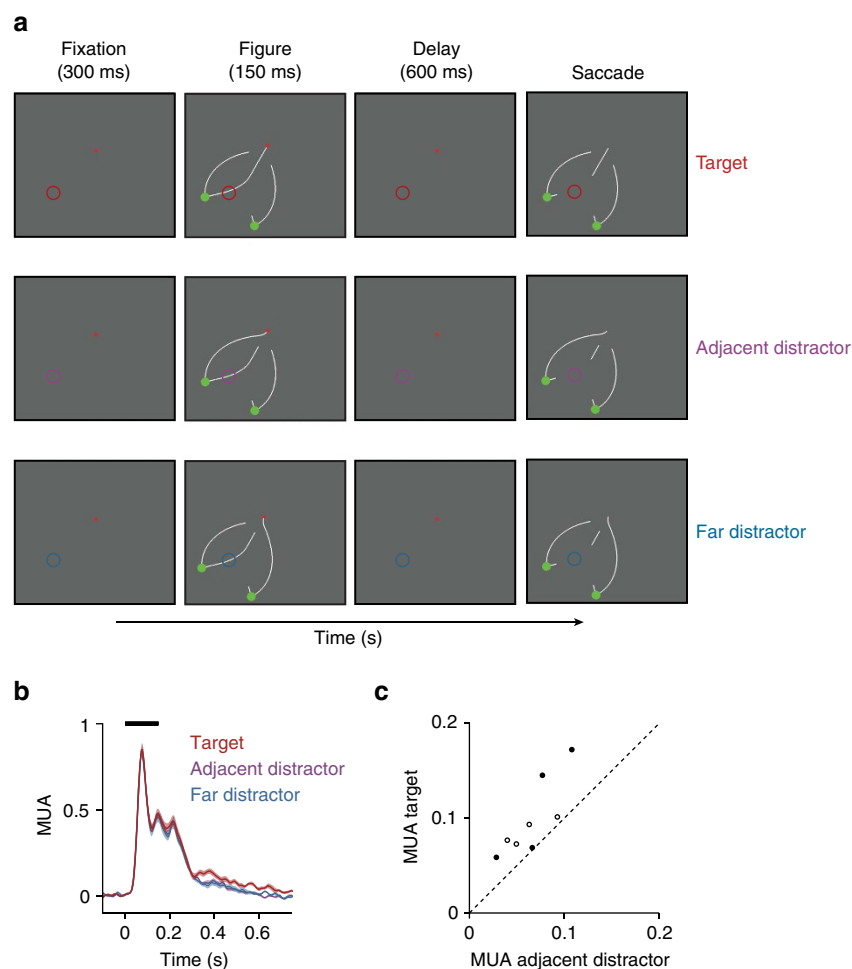 a
Fixation
(300 ms)
Figure
(150 ms)
Delay
(600 ms)
Saccade
Target
Adjacent distractor
Far distractor
Time (s)
b
1
0.5
0
MUA
Target
Adjacent distractor
Far distractor
0
0.2
0.4
0.6
Time (s)
c
0.2
0.1
0
MUA target
0
0.1
0.2
MUA adjacent distractor